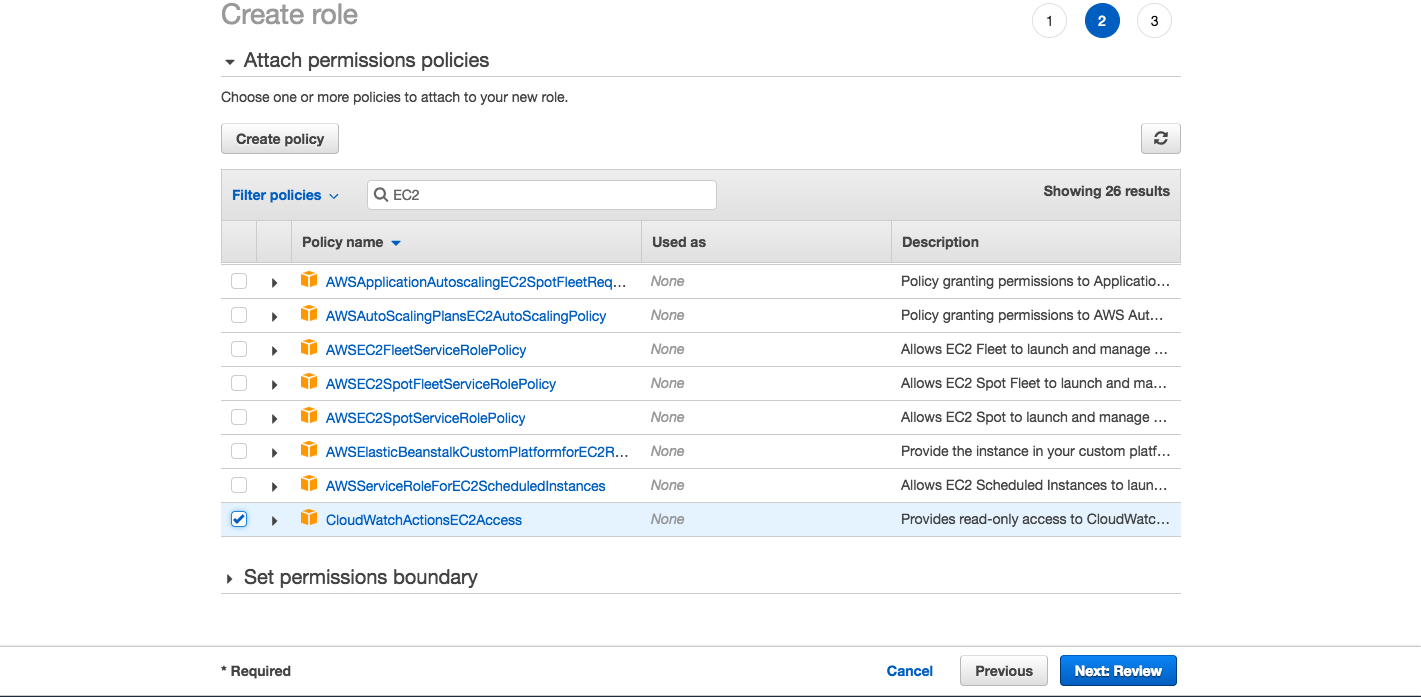 Create role
1 2 3
Attach permissions policies
Choose one or more policies to attach to your new role.
Create policy
Filter policies EC2 Showing 26 results
Policy name Used as Description
AWSApplicationAutoscalingEC2SpotFleetReq... None Policy granting permissions to Applicatio...
AWSAutoScalingPlansEC2AutoScalingPolicy None Policy granting permissions to AWS Aut...
AWSEC2FleetServiceRolePolicy None Allows EC2 Fleet to launch and manage ...
AWSEC2SpotFleetServiceRolePolicy None Allows EC2 Spot Fleet to launch and ma...
AWSEC2SpotServiceRolePolicy None Allows EC2 Spot to launch and manage ...
AWSElasticBeanstalkCustomPlatformforEC2R... None Provide the instance in your custom platf...
AWSServiceRoleForEC2ScheduledInstances None Allows EC2 Scheduled Instances to laun...
CloudWatchActionsEC2Access None Provides read-only access to CloudWatc...
Set permissions boundary
* Required Cancel Previous Next: Review